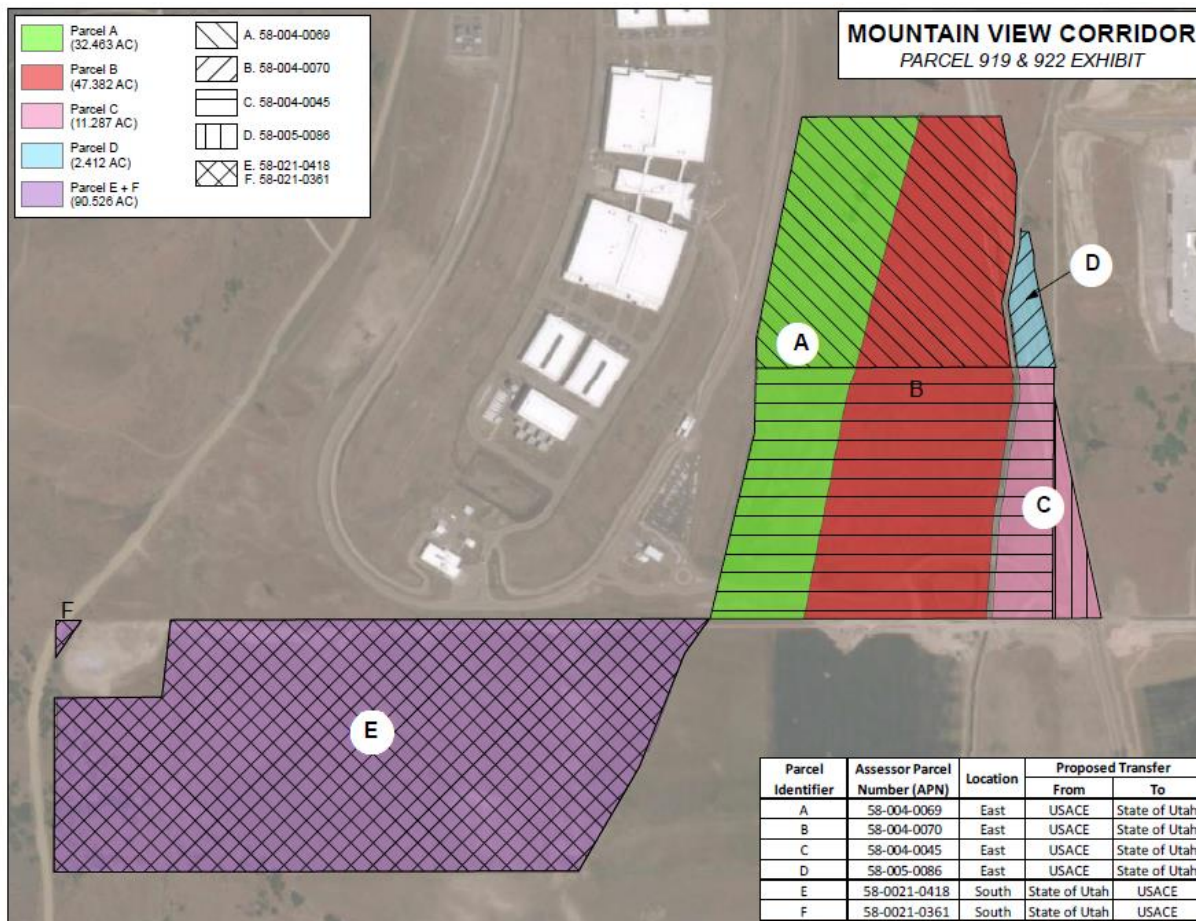 MOUNTAIN VIEW CORRIDOR
PARCEL 919 & 922 EXHIBIT
Parcel A
(32.463 AC)
Parcel B
(47.382 AC)
Parcel C
(11.287 AC)
Parcel D
(2.412 AC)
Parcel E + F
(90.526 AC)
A. 58-004-0069
B. 58-004-0070
C. 58-004-0045
D. 58-005-0086
E. 58-021-0418
F. 58-021-0361
D
A
B
C
F
E
Parcel Identifier Assessor Parcel Number (APN) Location Proposed Transfer
From To
A 58-004-0069 East USACE State of Utah
B 58-004-0070 East USACE State of Utah
C 58-004-0045 East USACE State of Utah
D 58-005-0086 East USACE State of Utah
E 58-0021-0418 South State of Utah USACE
F 58-0021-0361 South State of Utah USACE